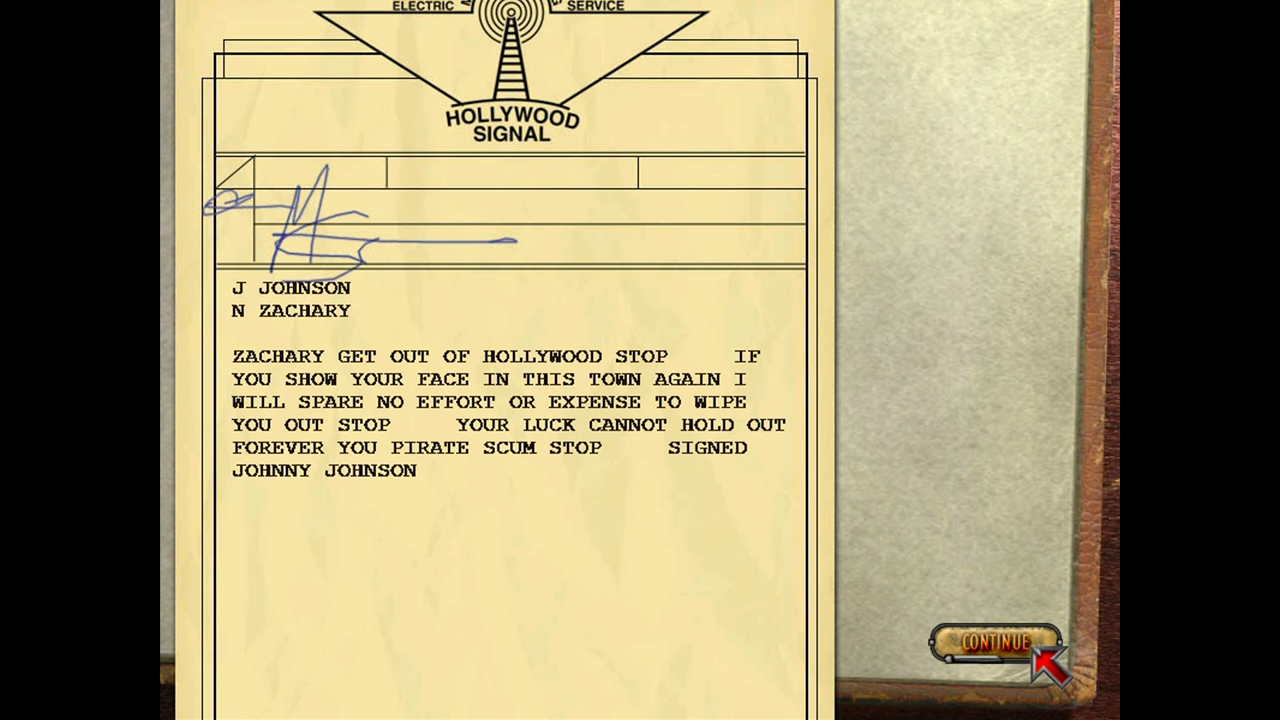 ELECTRIC SERVICE
HOLLYWOOD
SIGNAL
J JOHNSON
N ZACHARY
ZACHARY GET OUT OF HOLLYWOOD STOP IF
YOU SHOW YOUR FACE IN THIS TOWN AGAIN I
WILL SPARE NO EFFORT OR EXPENSE TO WIPE
YOU OUT STOP YOUR LUCK CANNOT HOLD OUT
FOREVER YOU PIRATE SCUM STOP SIGNED
JOHNNY JOHNSON
CONTINUE